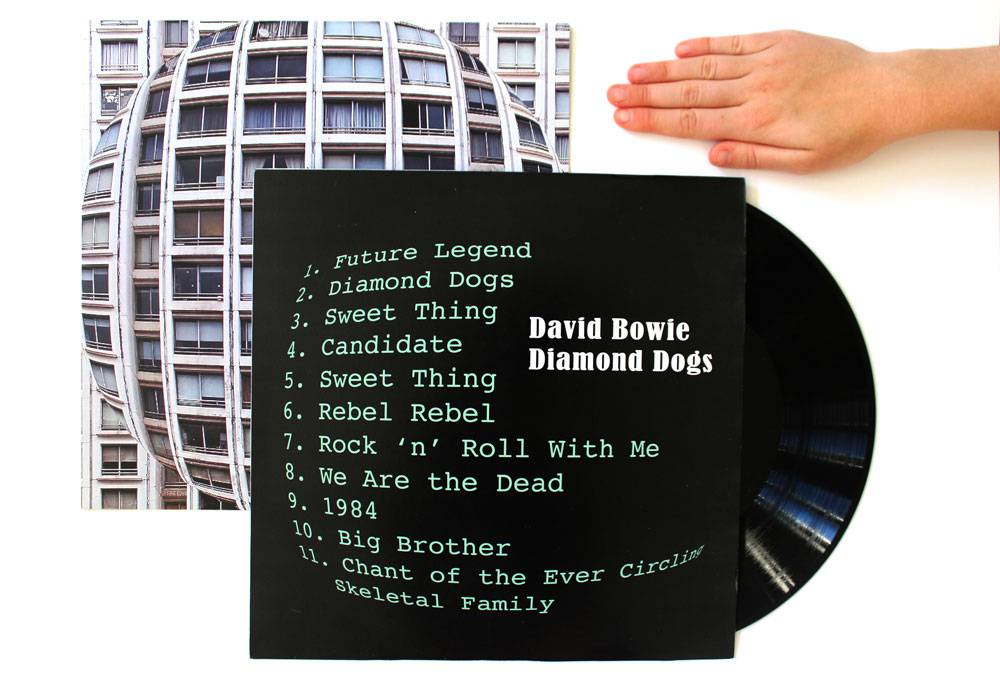 1. Future Legend
2. Diamond Dogs
3. Sweet Thing
4. Candidate
5. Sweet Thing
6. Rebel Rebel
7. Rock ‘n’ Roll With Me
8. We Are the Dead
9. 1984
10. Big Brother
11. Chant of the Ever Circling
Skeletal Family
David Bowie
Diamond Dogs